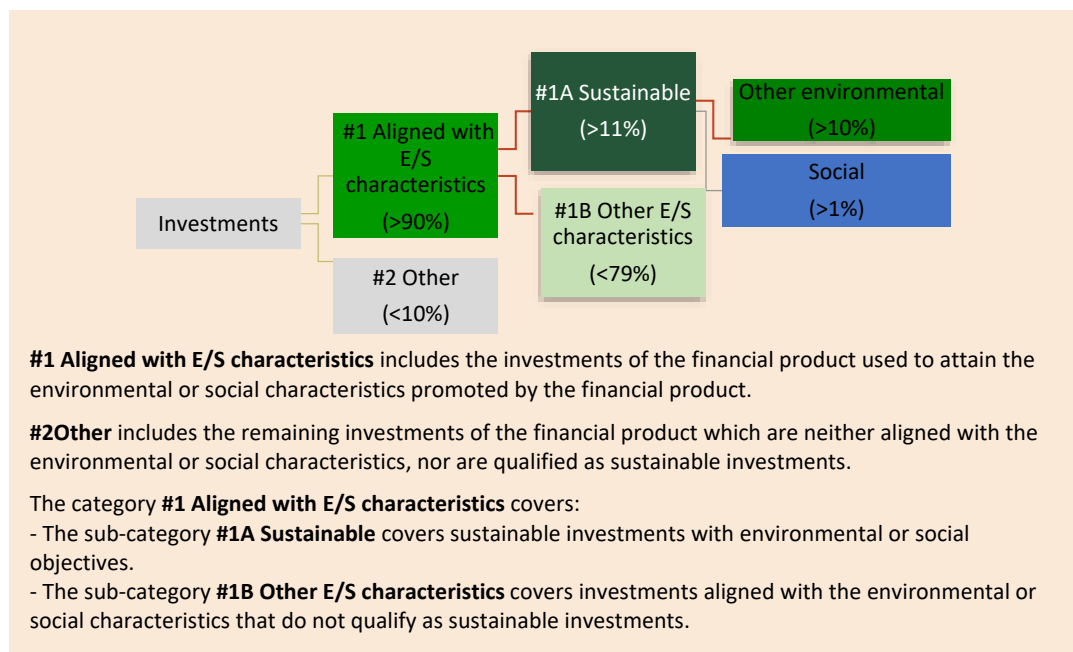 #1A Sustainable
(>11%)
Other environmental
(>10%)
#1 Aligned with
E/S
characteristics
(>90%)
Social
(>1%)
Investments
#1B Other E/S
characteristics
(<79%)
#2 Other
(<10%)
#1 Aligned with E/S characteristics includes the investments of the financial product used to attain the
environmental or social characteristics promoted by the financial product.
#2Other includes the remaining investments of the financial product which are neither aligned with the
environmental or social characteristics, nor are qualified as sustainable investments.
The category #1 Aligned with E/S characteristics covers:
- The sub-category #1A Sustainable covers sustainable investments with environmental or social
objectives.
- The sub-category #1B Other E/S characteristics covers investments aligned with the environmental or
social characteristics that do not qualify as sustainable investments.